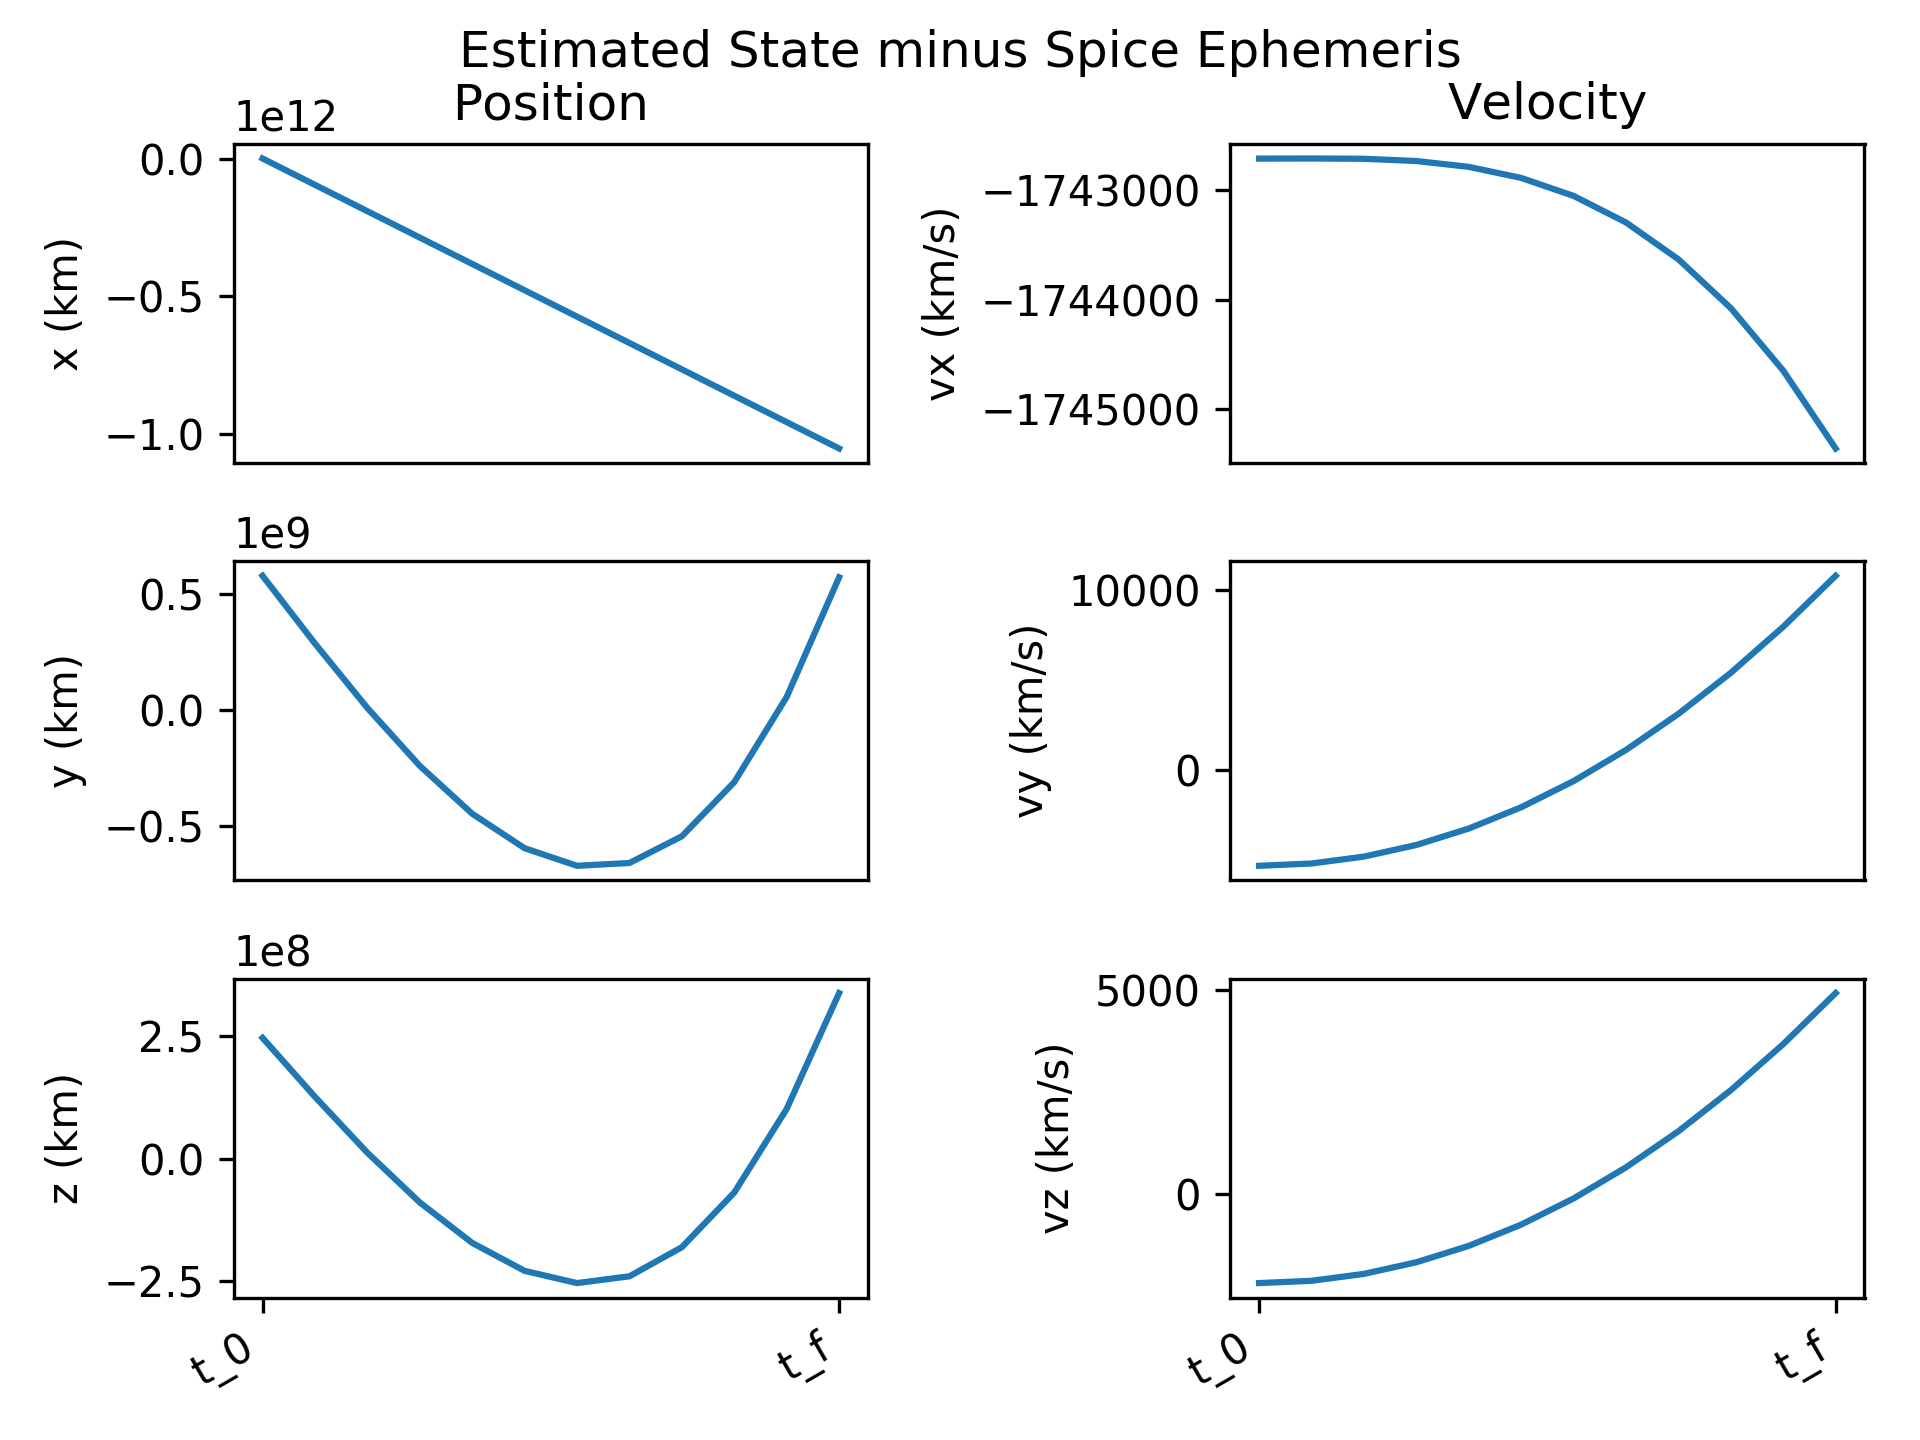 Estimated State minus Spice Ephemeris
Position
Velocity
1e12
0.0
−0.5
−1.0
x (km)
−1743000
−1744000
−1745000
vx (km/s)
1e9
0.5
0.0
−0.5
y (km)
10000
0
vy (km/s)
1e8
2.5
0.0
−2.5
z (km)
5000
0
vz (km/s)
t_0
t_f
t_0
t_f